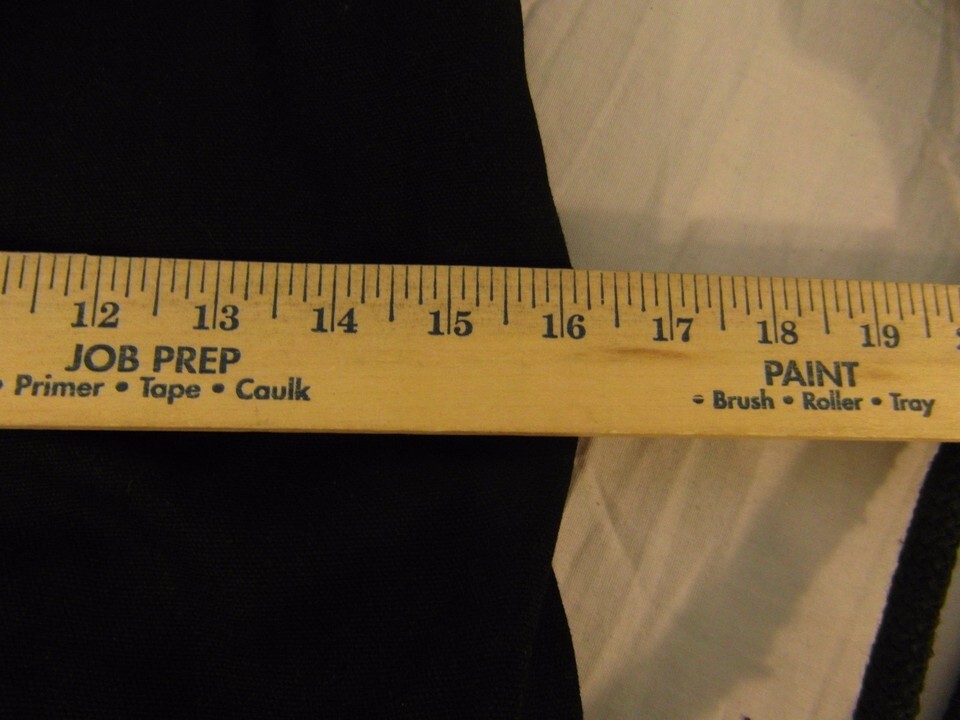 12 13 14 15 16 17 18 19
JOB PREP
• Primer • Tape • Caulk
PAINT
• Brush • Roller • Tray